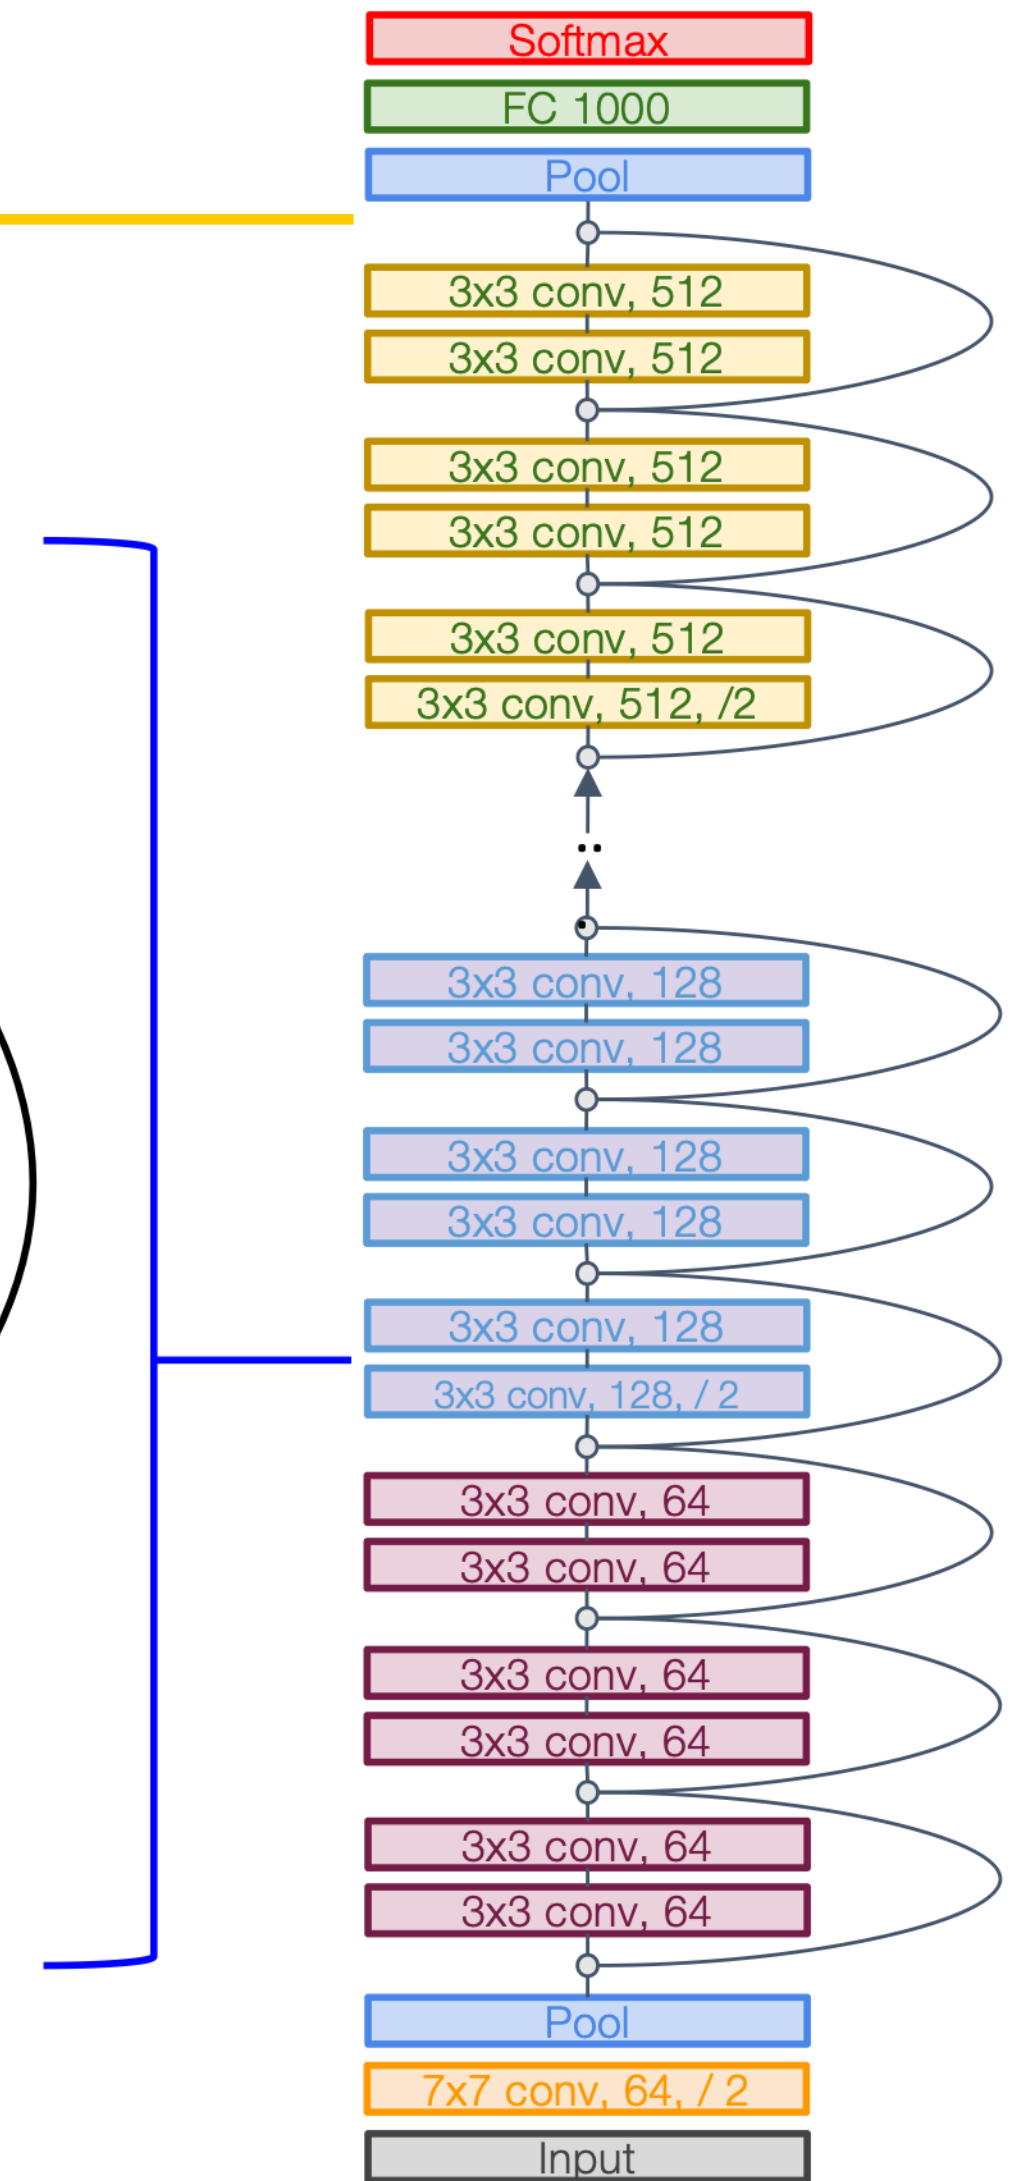 Softmax
FC 1000
Pool
3x3 conv, 512
3x3 conv, 512
3x3 conv, 512
3x3 conv, 512
3x3 conv, 512
3x3 conv, 512, /2
..
3x3 conv, 128
3x3 conv, 128
3x3 conv, 128
3x3 conv, 128
3x3 conv, 128
3x3 conv, 128, / 2
3x3 conv, 64
3x3 conv, 64
3x3 conv, 64
3x3 conv, 64
3x3 conv, 64
3x3 conv, 64
Pool
7x7 conv, 64, / 2
Input